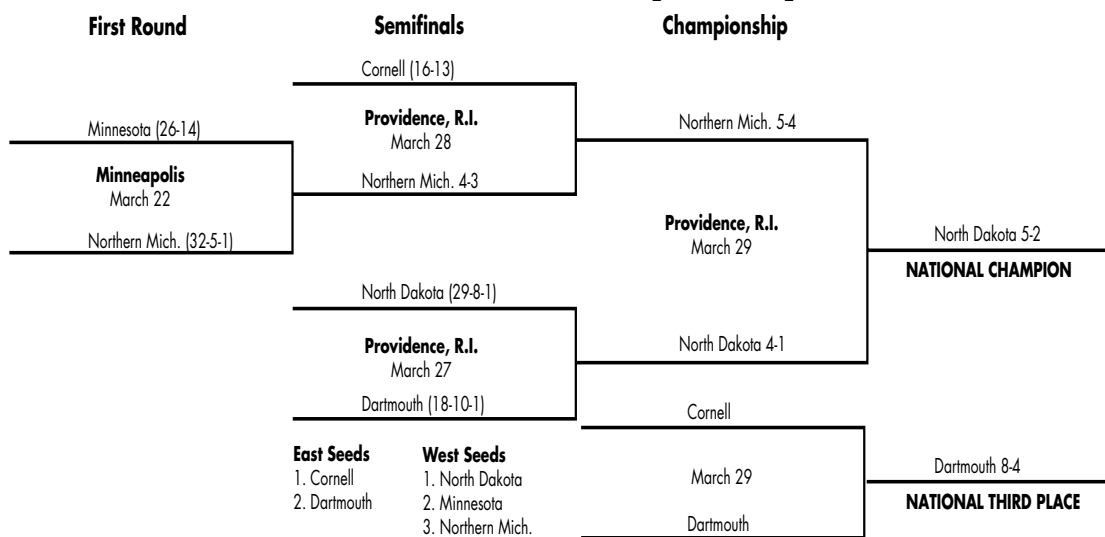 First Round
Semifinals
Championship
Cornell (16-13)
Minnesota (26-14)
Providence, R.I.
March 28
Northern Mich. 5-4
Minneapolis
March 22
Northern Mich. 4-3
Northern Mich. (32-5-1)
Providence, R.I.
March 29
North Dakota 5-2
NATIONAL CHAMPION
North Dakota (29-8-1)
Providence, R.I.
March 27
North Dakota 4-1
Dartmouth (18-10-1)
Cornell
East Seeds
1. Cornell
2. Dartmouth
West Seeds
1. North Dakota
2. Minnesota
3. Northern Mich.
March 29
Dartmouth 8-4
NATIONAL THIRD PLACE
Dartmouth